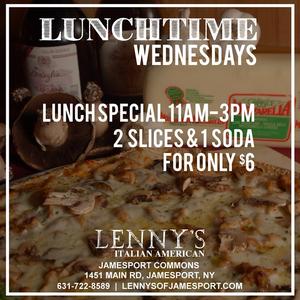 LUNCHTIME
WEDNESDAYS
LUNCH SPECIAL 11AM-3PM
2 SLICES & 1 SODA
FOR ONLY $6
LENNY'S
ITALIAN AMERICAN
JAMESPORT COMMONS
1451 MAIN RD, JAMESPORT, NY
631-722-8589 | LENNYSOFJAMESPORT.COM